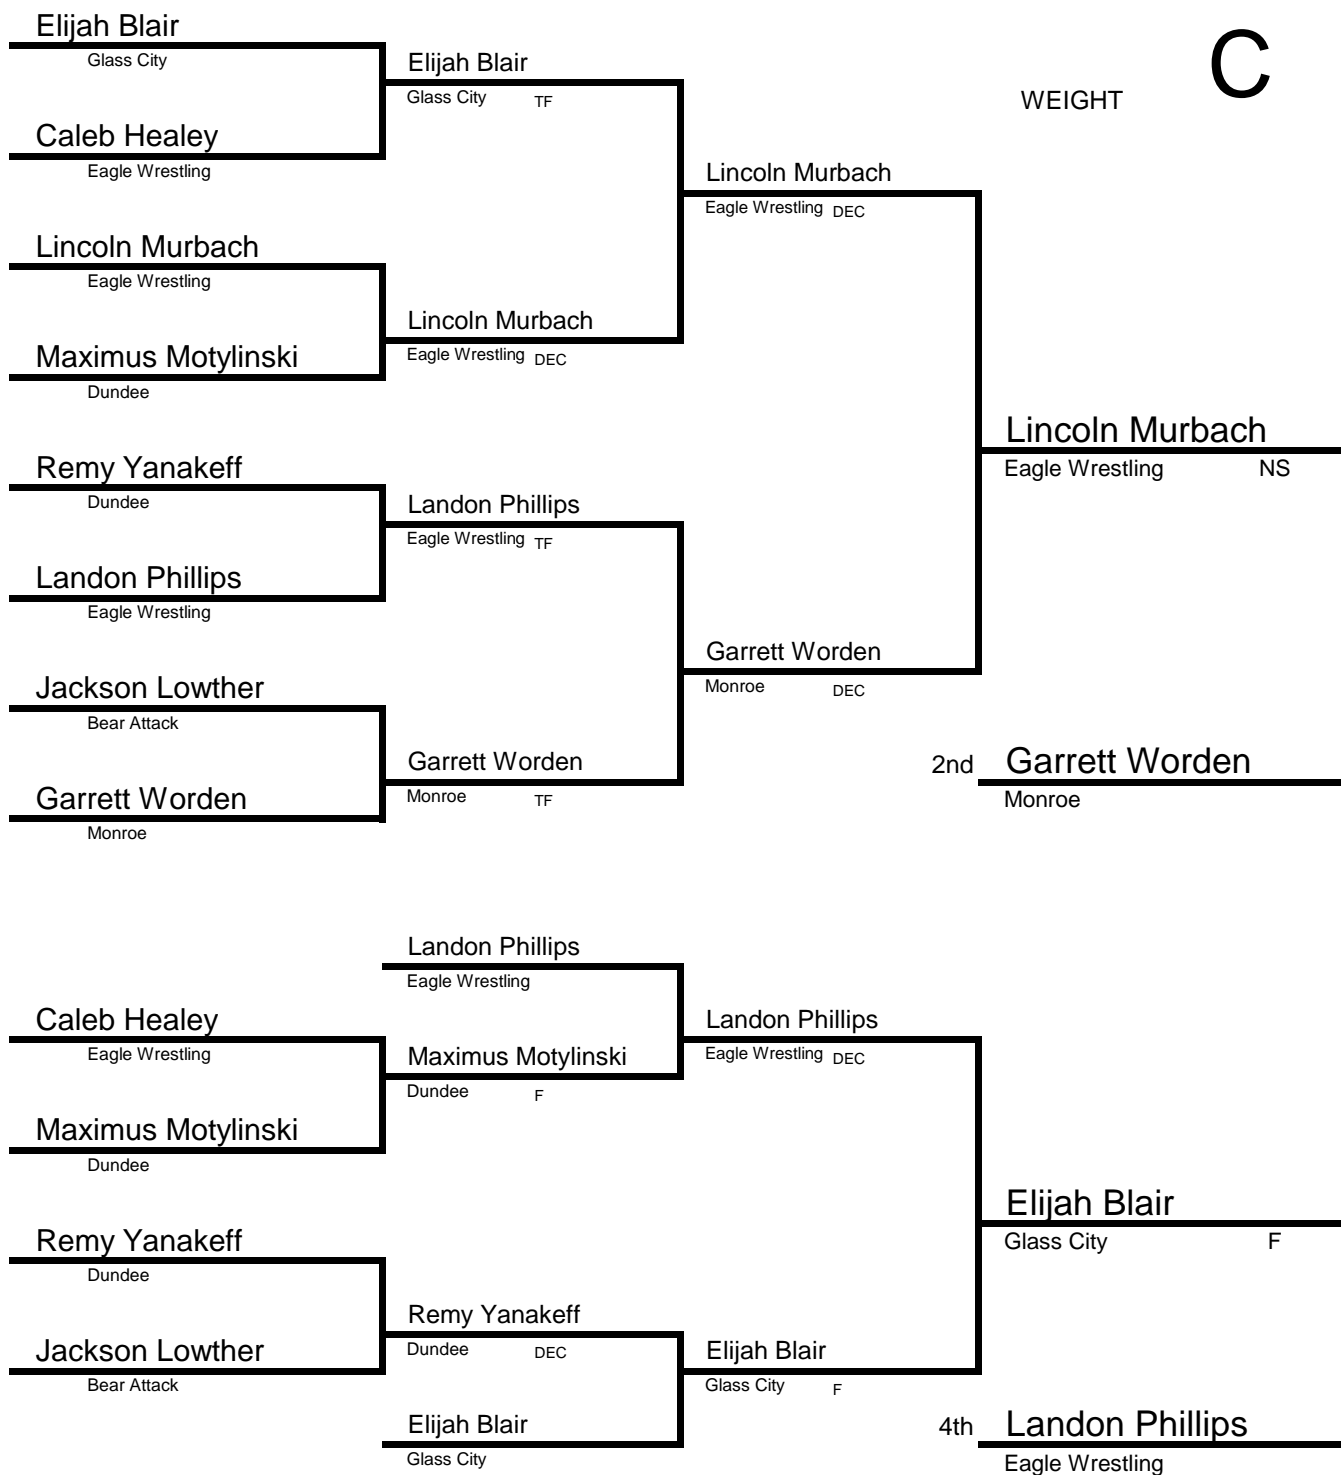 Elijah Blair
Glass City
Caleb Healey
Eagle Wrestling
Lincoln Murbach
Eagle Wrestling
Maximus Motylinski
Dundee
Remy Yanakeff
Dundee
Landon Phillips
Eagle Wrestling
Jackson Lowther
Bear Attack
Garrett Worden
Monroe
Elijah Blair
Glass City TF
Lincoln Murbach
Eagle Wrestling DEC
Landon Phillips
Eagle Wrestling TF
Garrett Worden
Monroe TF
Lincoln Murbach
Eagle Wrestling DEC
Garrett Worden
Monroe DEC
WEIGHT C
Lincoln Murbach
Eagle Wrestling NS
2nd Garrett Worden
Monroe
Caleb Healey
Eagle Wrestling
Maximus Motylinski
Dundee
Remy Yanakeff
Dundee
Jackson Lowther
Bear Attack
Landon Phillips
Eagle Wrestling
Maximus Motylinski
Dundee F
Remy Yanakeff
Dundee DEC
Elijah Blair
Glass City
Landon Phillips
Eagle Wrestling DEC
Elijah Blair
Glass City F
Elijah Blair
Glass City F
4th Landon Phillips
Eagle Wrestling